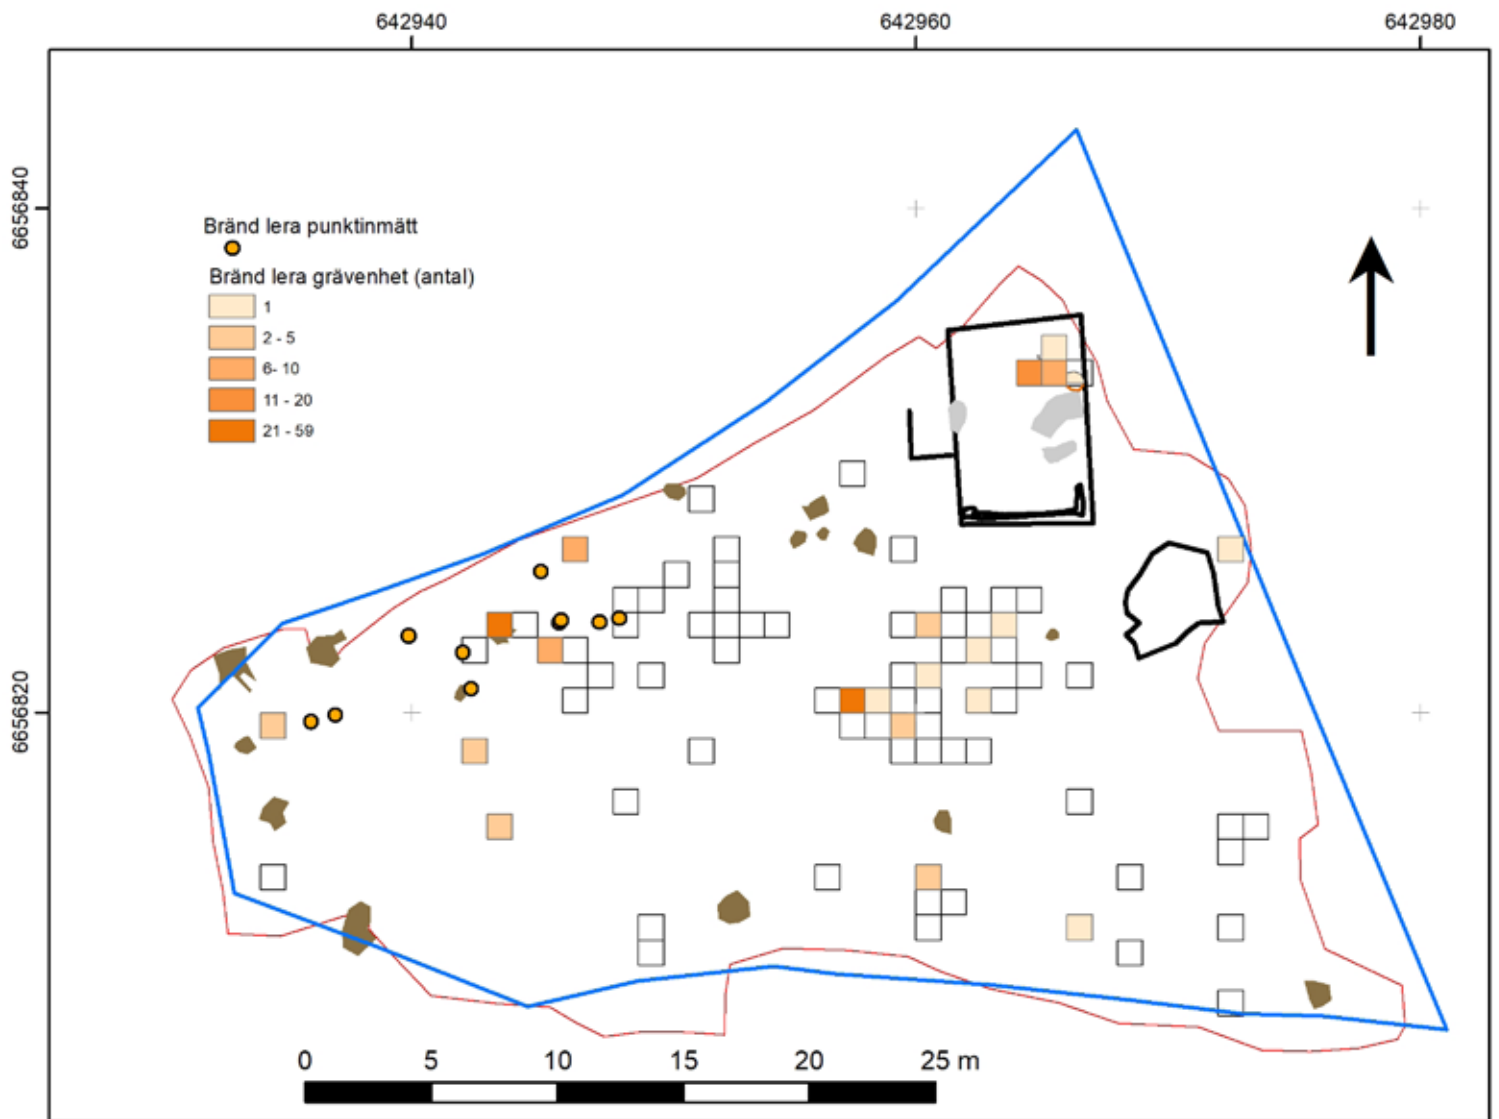 642940 642960 642980
6656840
Bränd lera punktinmätt
Bränd lera grävenhet (antal)
1
2 - 5
6- 10
11 - 20
21 - 59
6656820
0 5 10 15 20 25 m